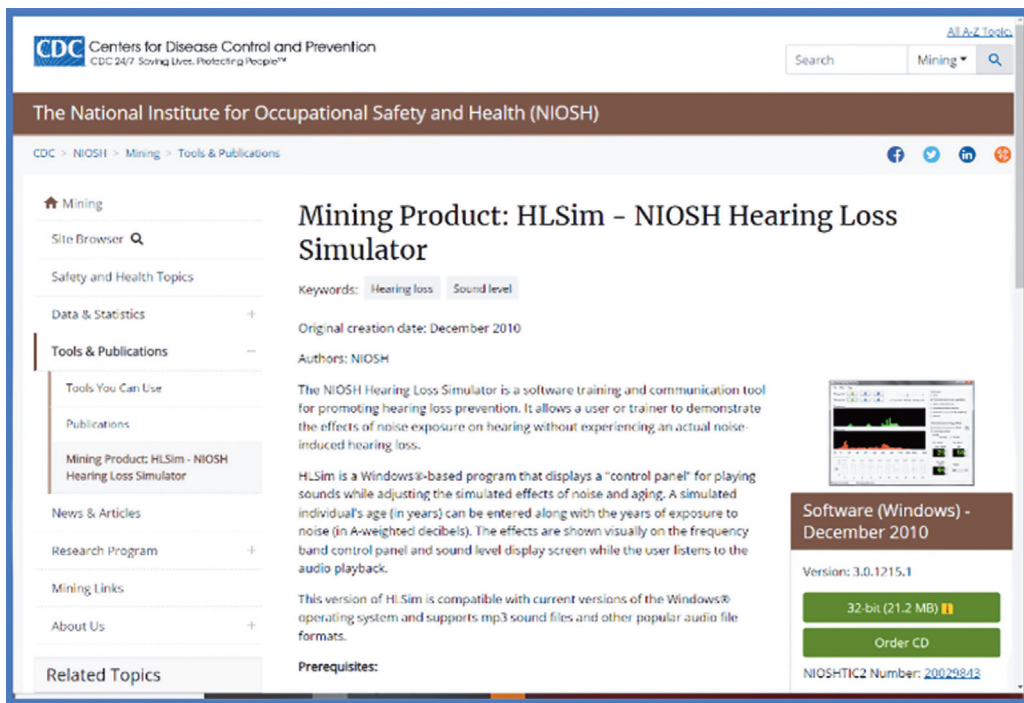 All A-Z Topic
CDC Centers for Disease Control and Prevention
CDC 24/7: Saving Lives. Protecting People™
Search
Mining
The National Institute for Occupational Safety and Health (NIOSH)
CDC > NIOSH > Mining > Tools & Publications
Mining
Site Browser
Safety and Health Topics
Data & Statistics +
Tools & Publications −
Tools You Can Use
Publications
Mining Product: HLSim - NIOSH
Hearing Loss Simulator
News & Articles
Research Program +
Mining Links
About Us +
Related Topics
Mining Product: HLSim - NIOSH Hearing Loss
Simulator
Keywords: Hearing loss Sound level
Original creation date: December 2010
Authors: NIOSH
The NIOSH Hearing Loss Simulator is a software training and communication tool
for promoting hearing loss prevention. It allows a user or trainer to demonstrate
the effects of noise exposure on hearing without experiencing an actual noise-
induced hearing loss.
HLSim is a Windows®-based program that displays a "control panel" for playing
sounds while adjusting the simulated effects of noise and aging. A simulated
individual's age (in years) can be entered along with the years of exposure to
noise (in A-weighted decibels). The effects are shown visually on the frequency
band control panel and sound level display screen while the user listens to the
audio playback.
This version of HLSim is compatible with current versions of the Windows®
operating system and supports mp3 sound files and other popular audio file
formats.
Prerequisites:
Software (Windows) -
December 2010
Version: 3.0.1215.1
32-bit (21.2 MB)
Order CD
NIOSHTIC2 Number: 20029843